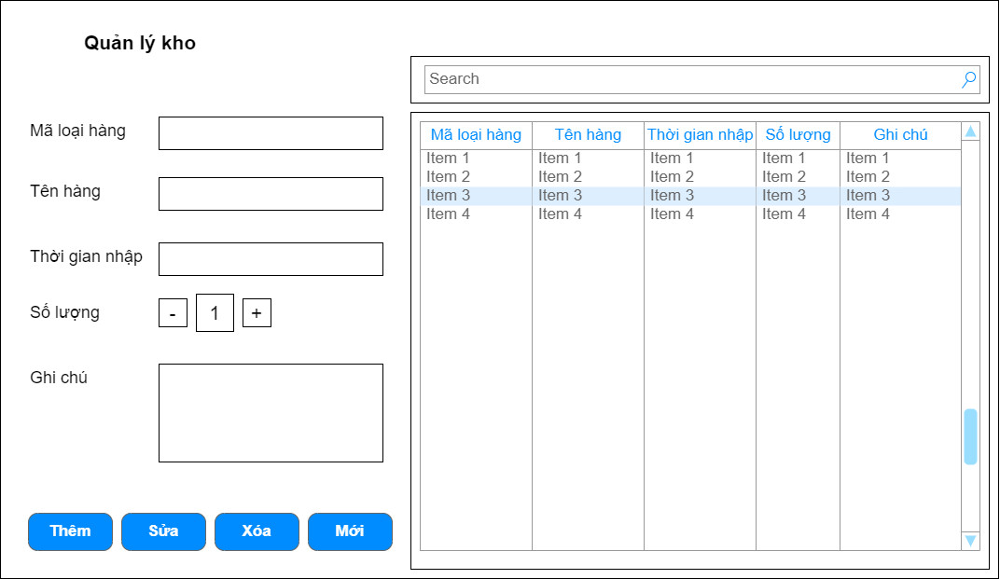 Quản lý kho
Mã loại hàng
Tên hàng
Thời gian nhập
Số lượng
- 1 +
Ghi chú
Thêm Sửa Xóa Mới
Search
Mã loại hàng Tên hàng Thời gian nhập Số lượng Ghi chú
Item 1 Item 1 Item 1 Item 1 Item 1
Item 2 Item 2 Item 2 Item 2 Item 2
Item 3 Item 3 Item 3 Item 3 Item 3
Item 4 Item 4 Item 4 Item 4 Item 4